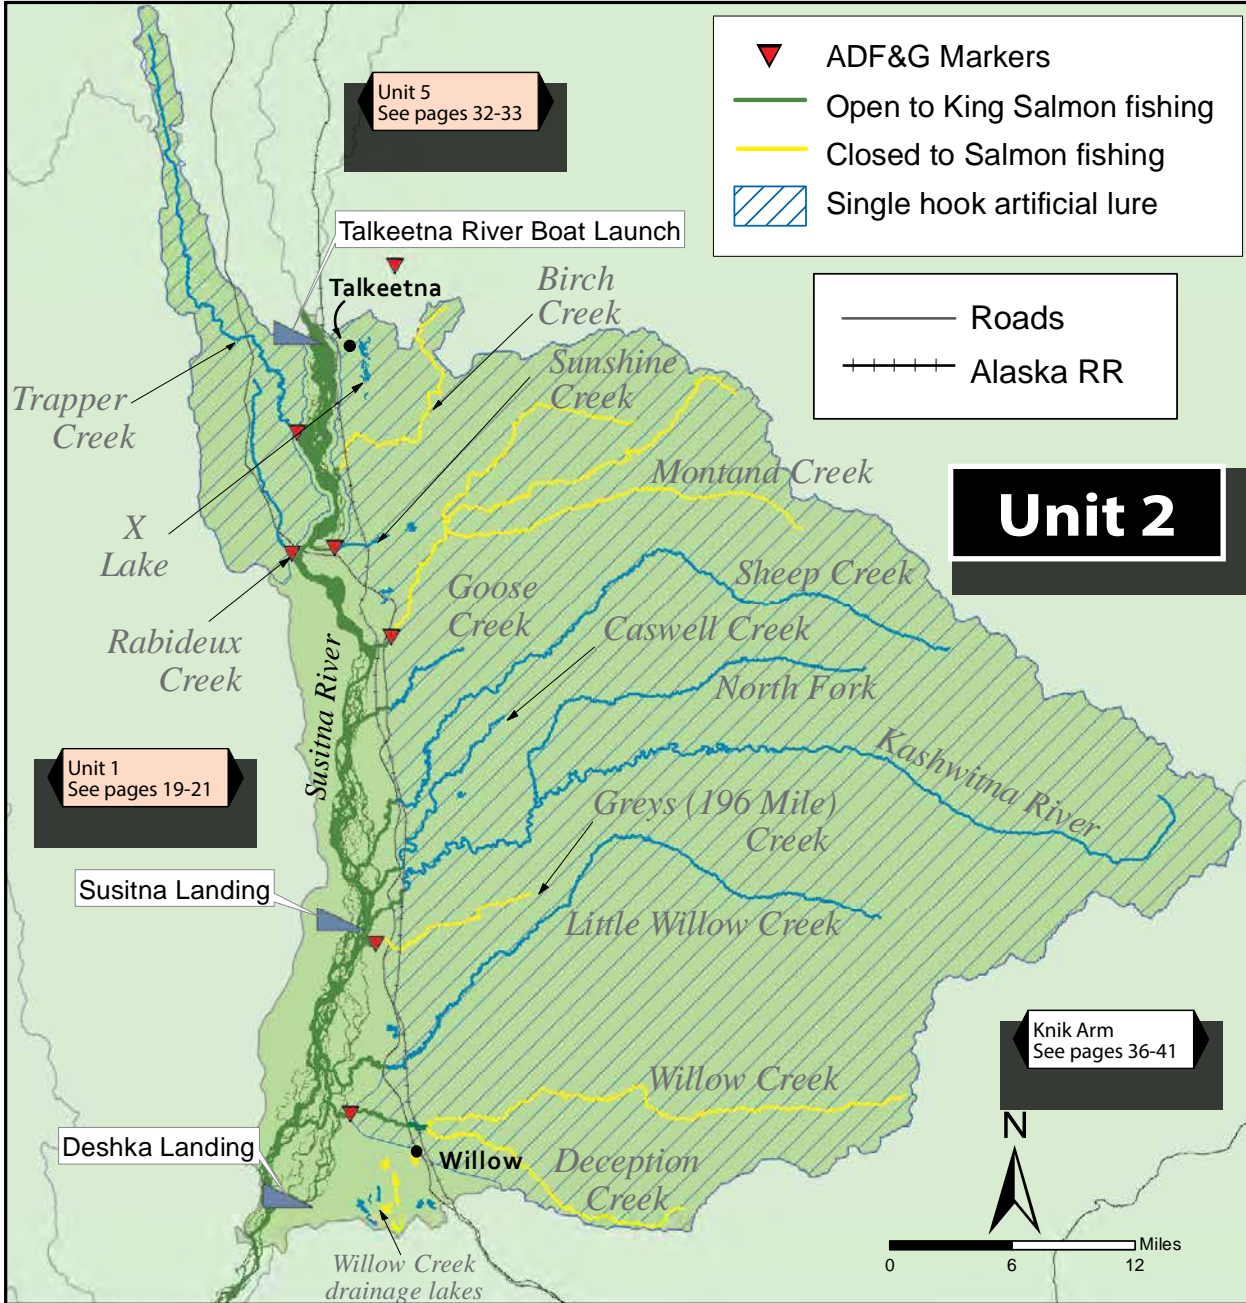 Unit 5
See pages 32-33
ADF&G Markers
Open to King Salmon fishing
Closed to Salmon fishing
Single hook artificial lure
Roads
Alaska RR
Unit 2
Talkeetna River Boat Launch
Talkeetna
Birch
Creek
Sunshine
Creek
Trapper
Creek
Montana Creek
X
Lake
Goose
Creek
Sheep Creek
Caswell Creek
Rabideux
Creek
North Fork
Susitna River
Kashwitna River
Unit 1
See pages 19-21
Greys (196 Mile)
Creek
Susitna Landing
Little Willow Creek
Knik Arm
See pages 36-41
Willow Creek
Deshka Landing
Willow
Deception
Creek
Willow Creek
drainage lakes
N
Miles
0 6 12